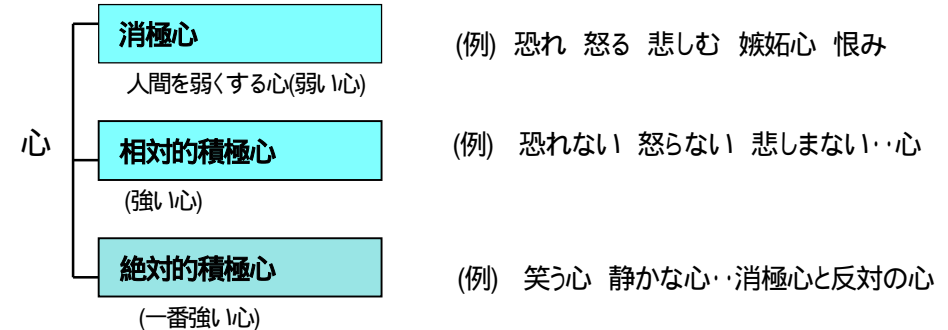 消極心
(例) 恐れ 怒る 悲しむ 嫉妬心 恨み
人間を弱くする心(弱い心)
心
相対的積極心
(例) 恐れない 怒らない 悲しまない‥心
(強い心)
絶対的積極心
(例) 笑う心 静かな心‥消極心と反対の心
(一番強い心)